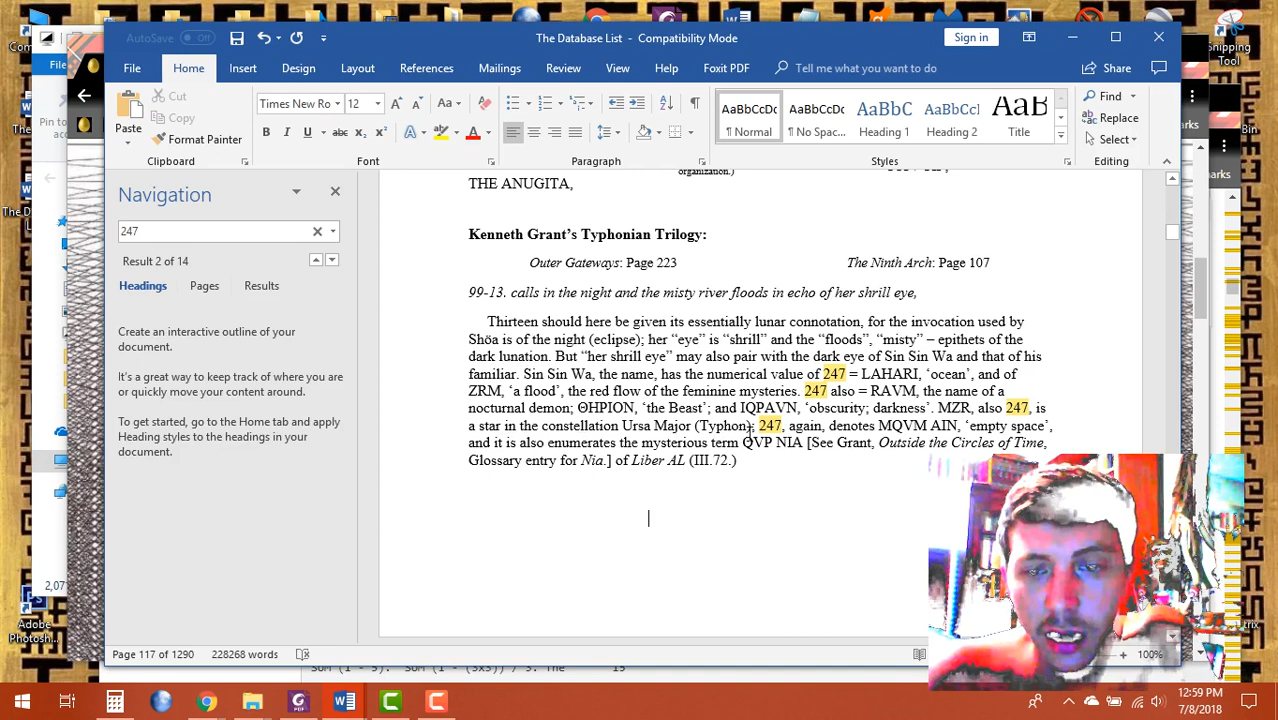 AutoSave Off
The Database List - Compatibility Mode
Sign in
File Home Insert Design Layout References Mailings Review View Help Foxit PDF Tell me what you want to do Share
Paste
Cut
Copy
Format Painter
Clipboard
Times New Ro 12
Font
Paragraph
AaBbCcDc AaBbCcDc AaBbC AaBbCcI AaB
¶ Normal ¶ No Spac... Heading 1 Heading 2 Title
Styles
Find
Replace
Select
Editing
Snipping
Tool
Bin
Navigation
247
Result 2 of 14
Headings Pages Results
Create an interactive outline of your
document.
It's a great way to keep track of where you are
or quickly move your content around.
To get started, go to the Home tab and apply
Heading styles to the headings in your
document.
organization.)
THE ANUGITA,
Kenneth Grant's Typhonian Trilogy:
Outer Gateways: Page 223 The Ninth Arch: Page 107
99-13. calls in the night and the misty river floods in echo of her shrill eye,
Thirteen should here be given its essentially lunar connotation, for the invocation used by
Shöa is of the night (eclipse); her “eye” is “shrill” and the “floods”, “misty” – epithets of the
dark lunation. But “her shrill eye” may also pair with the dark eye of Sin Sin Wa and that of his
familiar. Sin Sin Wa, the name, has the numerical value of 247 = LAHARI, ‘ocean’, and of
ZRM, ‘a flood’, the red flow of the feminine mysteries. 247 also = RAVM, the name of a
nocturnal demon; ΘHPION, ‘the Beast’; and IQPAVN, ‘obscurity; darkness’. MZR, also 247, is
a star in the constellation Ursa Major (Typhon); 247, again, denotes MQVM AIN, ‘empty space’,
and it is also enumerates the mysterious term QVP NIA [See Grant, Outside the Circles of Time,
Glossary entry for Nia.] of Liber AL (III.72.)
Page 117 of 1290 228268 words
100%
Adobe
Photosh...
12:59 PM
7/8/2018